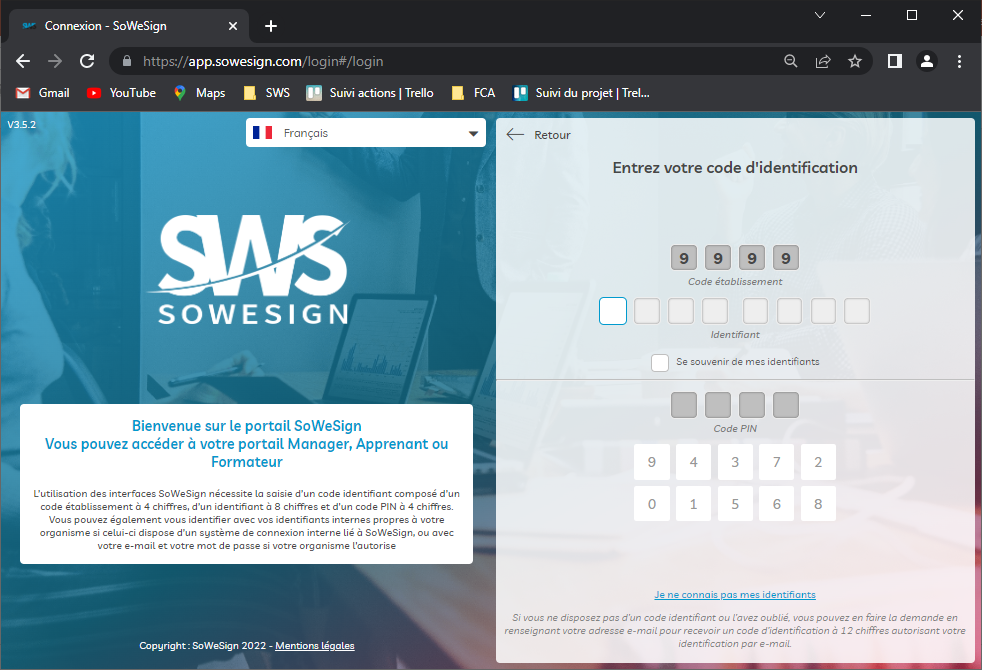 Connexion - SoWeSign
https://app.sowesign.com/login#/login
Gmail YouTube Maps SWS Suivi actions | Trello FCA Suivi du projet | Trel...
V3.5.2
Français
SWS
SOWESIGN
Bienvenue sur le portail SoWeSign
Vous pouvez accéder à votre portail Manager, Apprenant ou
Formateur
L'utilisation des interfaces SoWeSign nécessite la saisie d'un code identifiant composé d'un
code établissement à 4 chiffres, d'un identifiant à 8 chiffres et d'un code PIN à 4 chiffres.
Vous pouvez également vous identifier avec vos identifiants internes propres à votre
organisme si celui-ci dispose d'un système de connexion interne lié à SoWeSign, ou avec
votre e-mail et votre mot de passe si votre organisme l'autorise
Copyright : SoWeSign 2022 - Mentions légales
Retour
Entrez votre code d'identification
9 9 9 9
Code établissement
Identifiant
Se souvenir de mes identifiants
Code PIN
9 4 3 7 2
0 1 5 6 8
Je ne connais pas mes identifiants
Si vous ne disposez pas d'un code identifiant ou l'avez oublié, vous pouvez en faire la demande en
renseignant votre adresse e-mail pour recevoir un code d'identification à 12 chiffres autorisant votre
identification par e-mail.